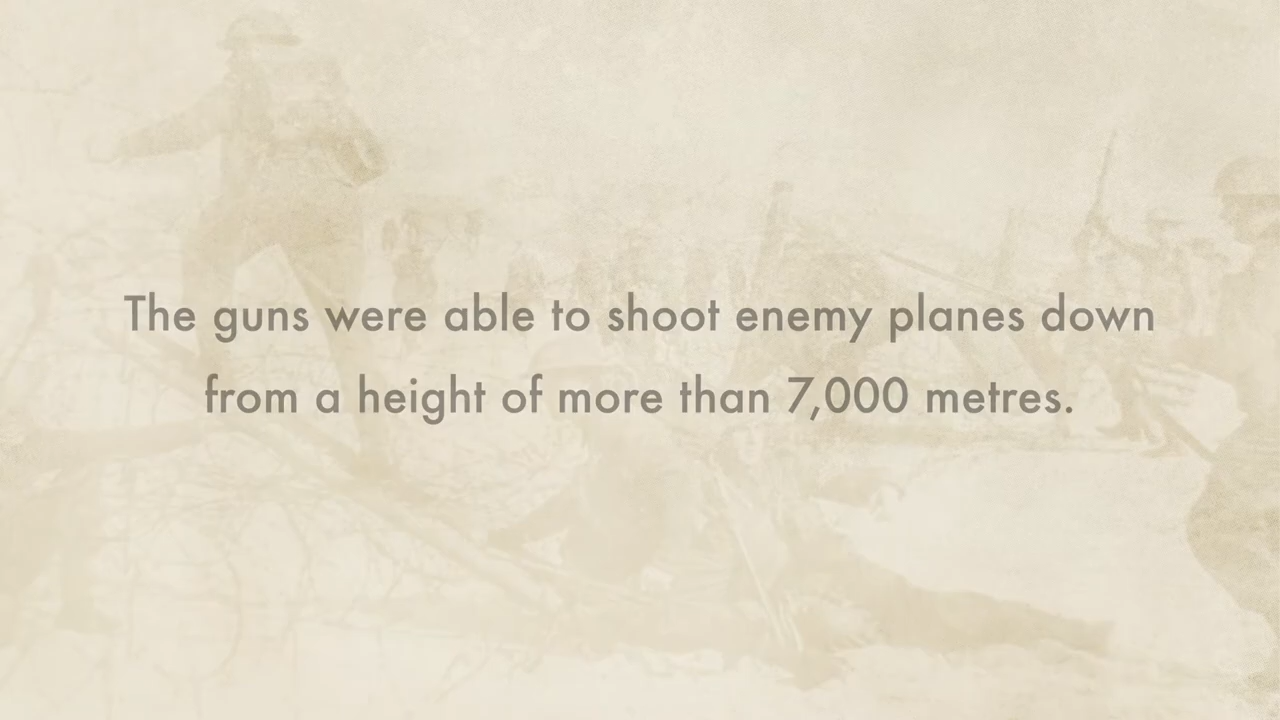 The guns were able to shoot enemy planes down
from a height of more than 7,000 metres.